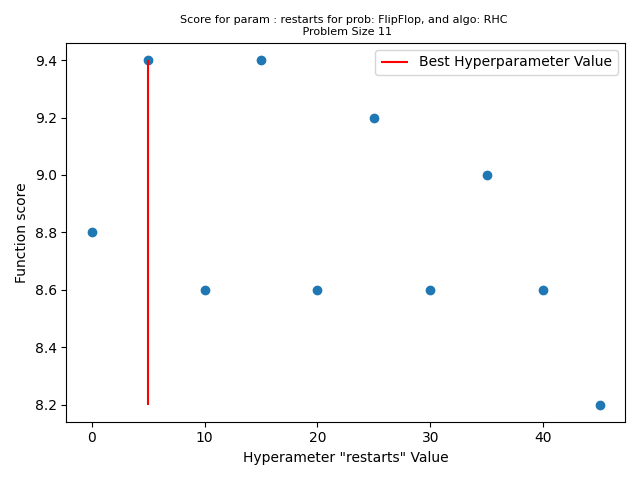 Score for param : restarts for prob: FlipFlop, and algo: RHC
Problem Size 11
Best Hyperparameter Value
9.4
9.2
9.0
8.8
8.6
8.4
8.2
Function score
0 10 20 30 40
Hyperameter "restarts" Value